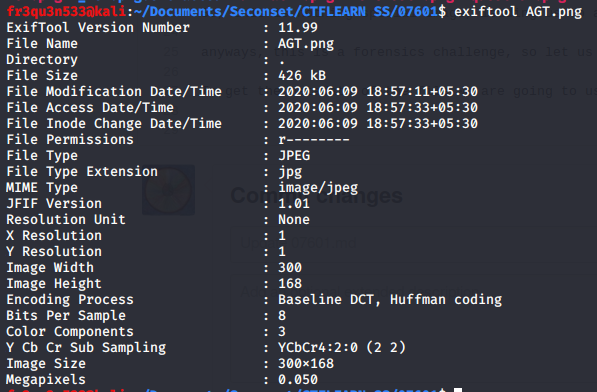 fr3qu3n533@kali:~/Documents/Seconset/CTFLEARN SS/07601$ exiftool AGT.png
ExifTool Version Number : 11.99
File Name : AGT.png
Directory : .
File Size : 426 kB
File Modification Date/Time : 2020:06:09 18:57:11+05:30
File Access Date/Time : 2020:06:09 18:57:33+05:30
File Inode Change Date/Time : 2020:06:09 18:57:33+05:30
File Permissions : r--------
File Type : JPEG
File Type Extension : jpg
MIME Type : image/jpeg
JFIF Version : 1.01
Resolution Unit : None
X Resolution : 1
Y Resolution : 1
Image Width : 300
Image Height : 168
Encoding Process : Baseline DCT, Huffman coding
Bits Per Sample : 8
Color Components : 3
Y Cb Cr Sub Sampling : YCbCr4:2:0 (2 2)
Image Size : 300×168
Megapixels : 0.050